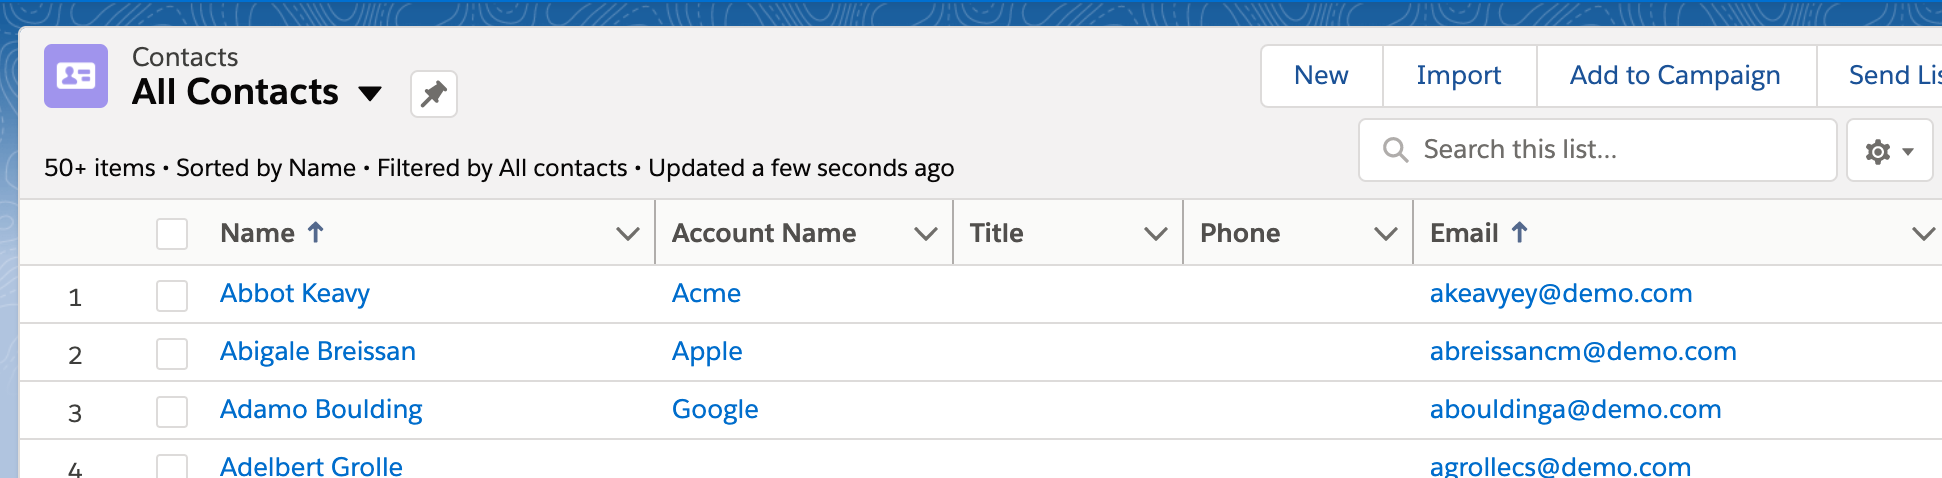 Contacts
All Contacts
New Import Add to Campaign Send Lis
Search this list...
50+ items • Sorted by Name • Filtered by All contacts • Updated a few seconds ago
Name ↑ Account Name Title Phone Email ↑
1 Abbot Keavy Acme akeavyey@demo.com
2 Abigale Breissan Apple abreissancm@demo.com
3 Adamo Boulding Google abouldinga@demo.com
4 Adelbert Grolle agrollecs@demo.com